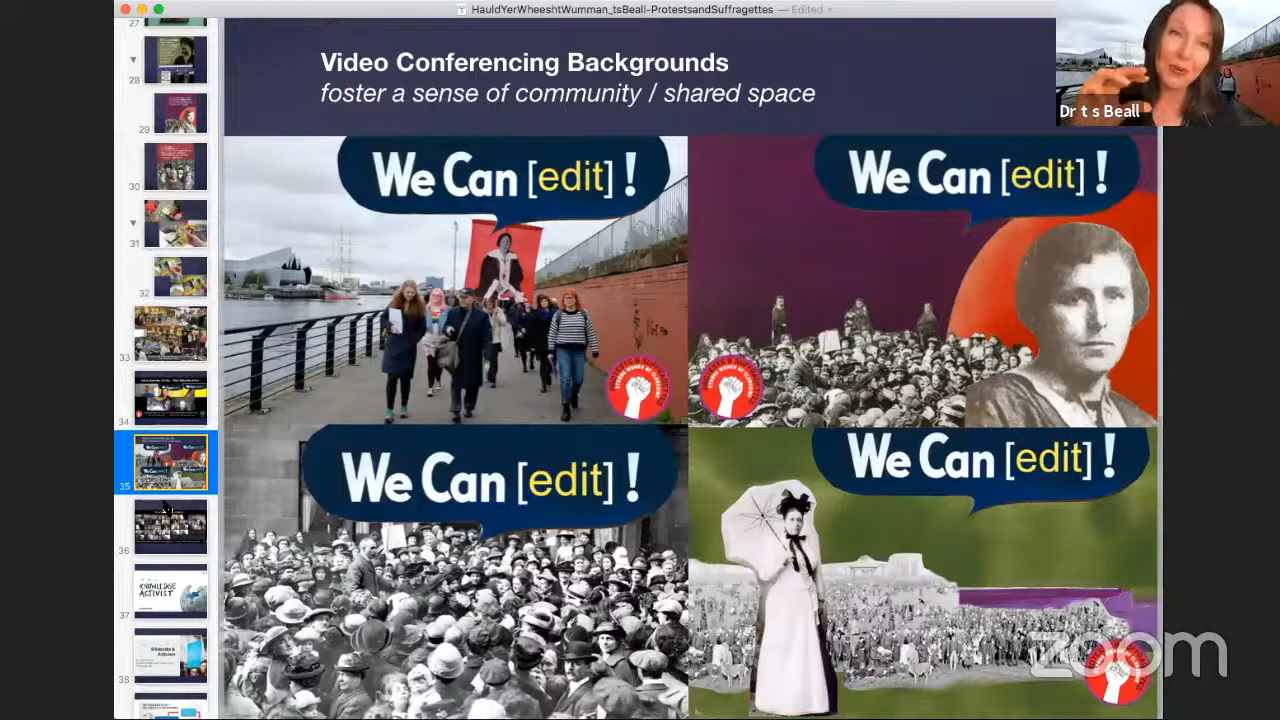 HauldYerWheeshtWumman_tsBeall-ProtestsandSuffragettes — Edited
Video Conferencing Backgrounds
foster a sense of community / shared space
Dr t s Beall
We Can [edit] !
We Can [edit] !
We Can [edit] !
We Can [edit] !
27
28
29
30
31
32
33
34
35
36
37
KNOWLEDGE
ACTIVIST
38
zoom